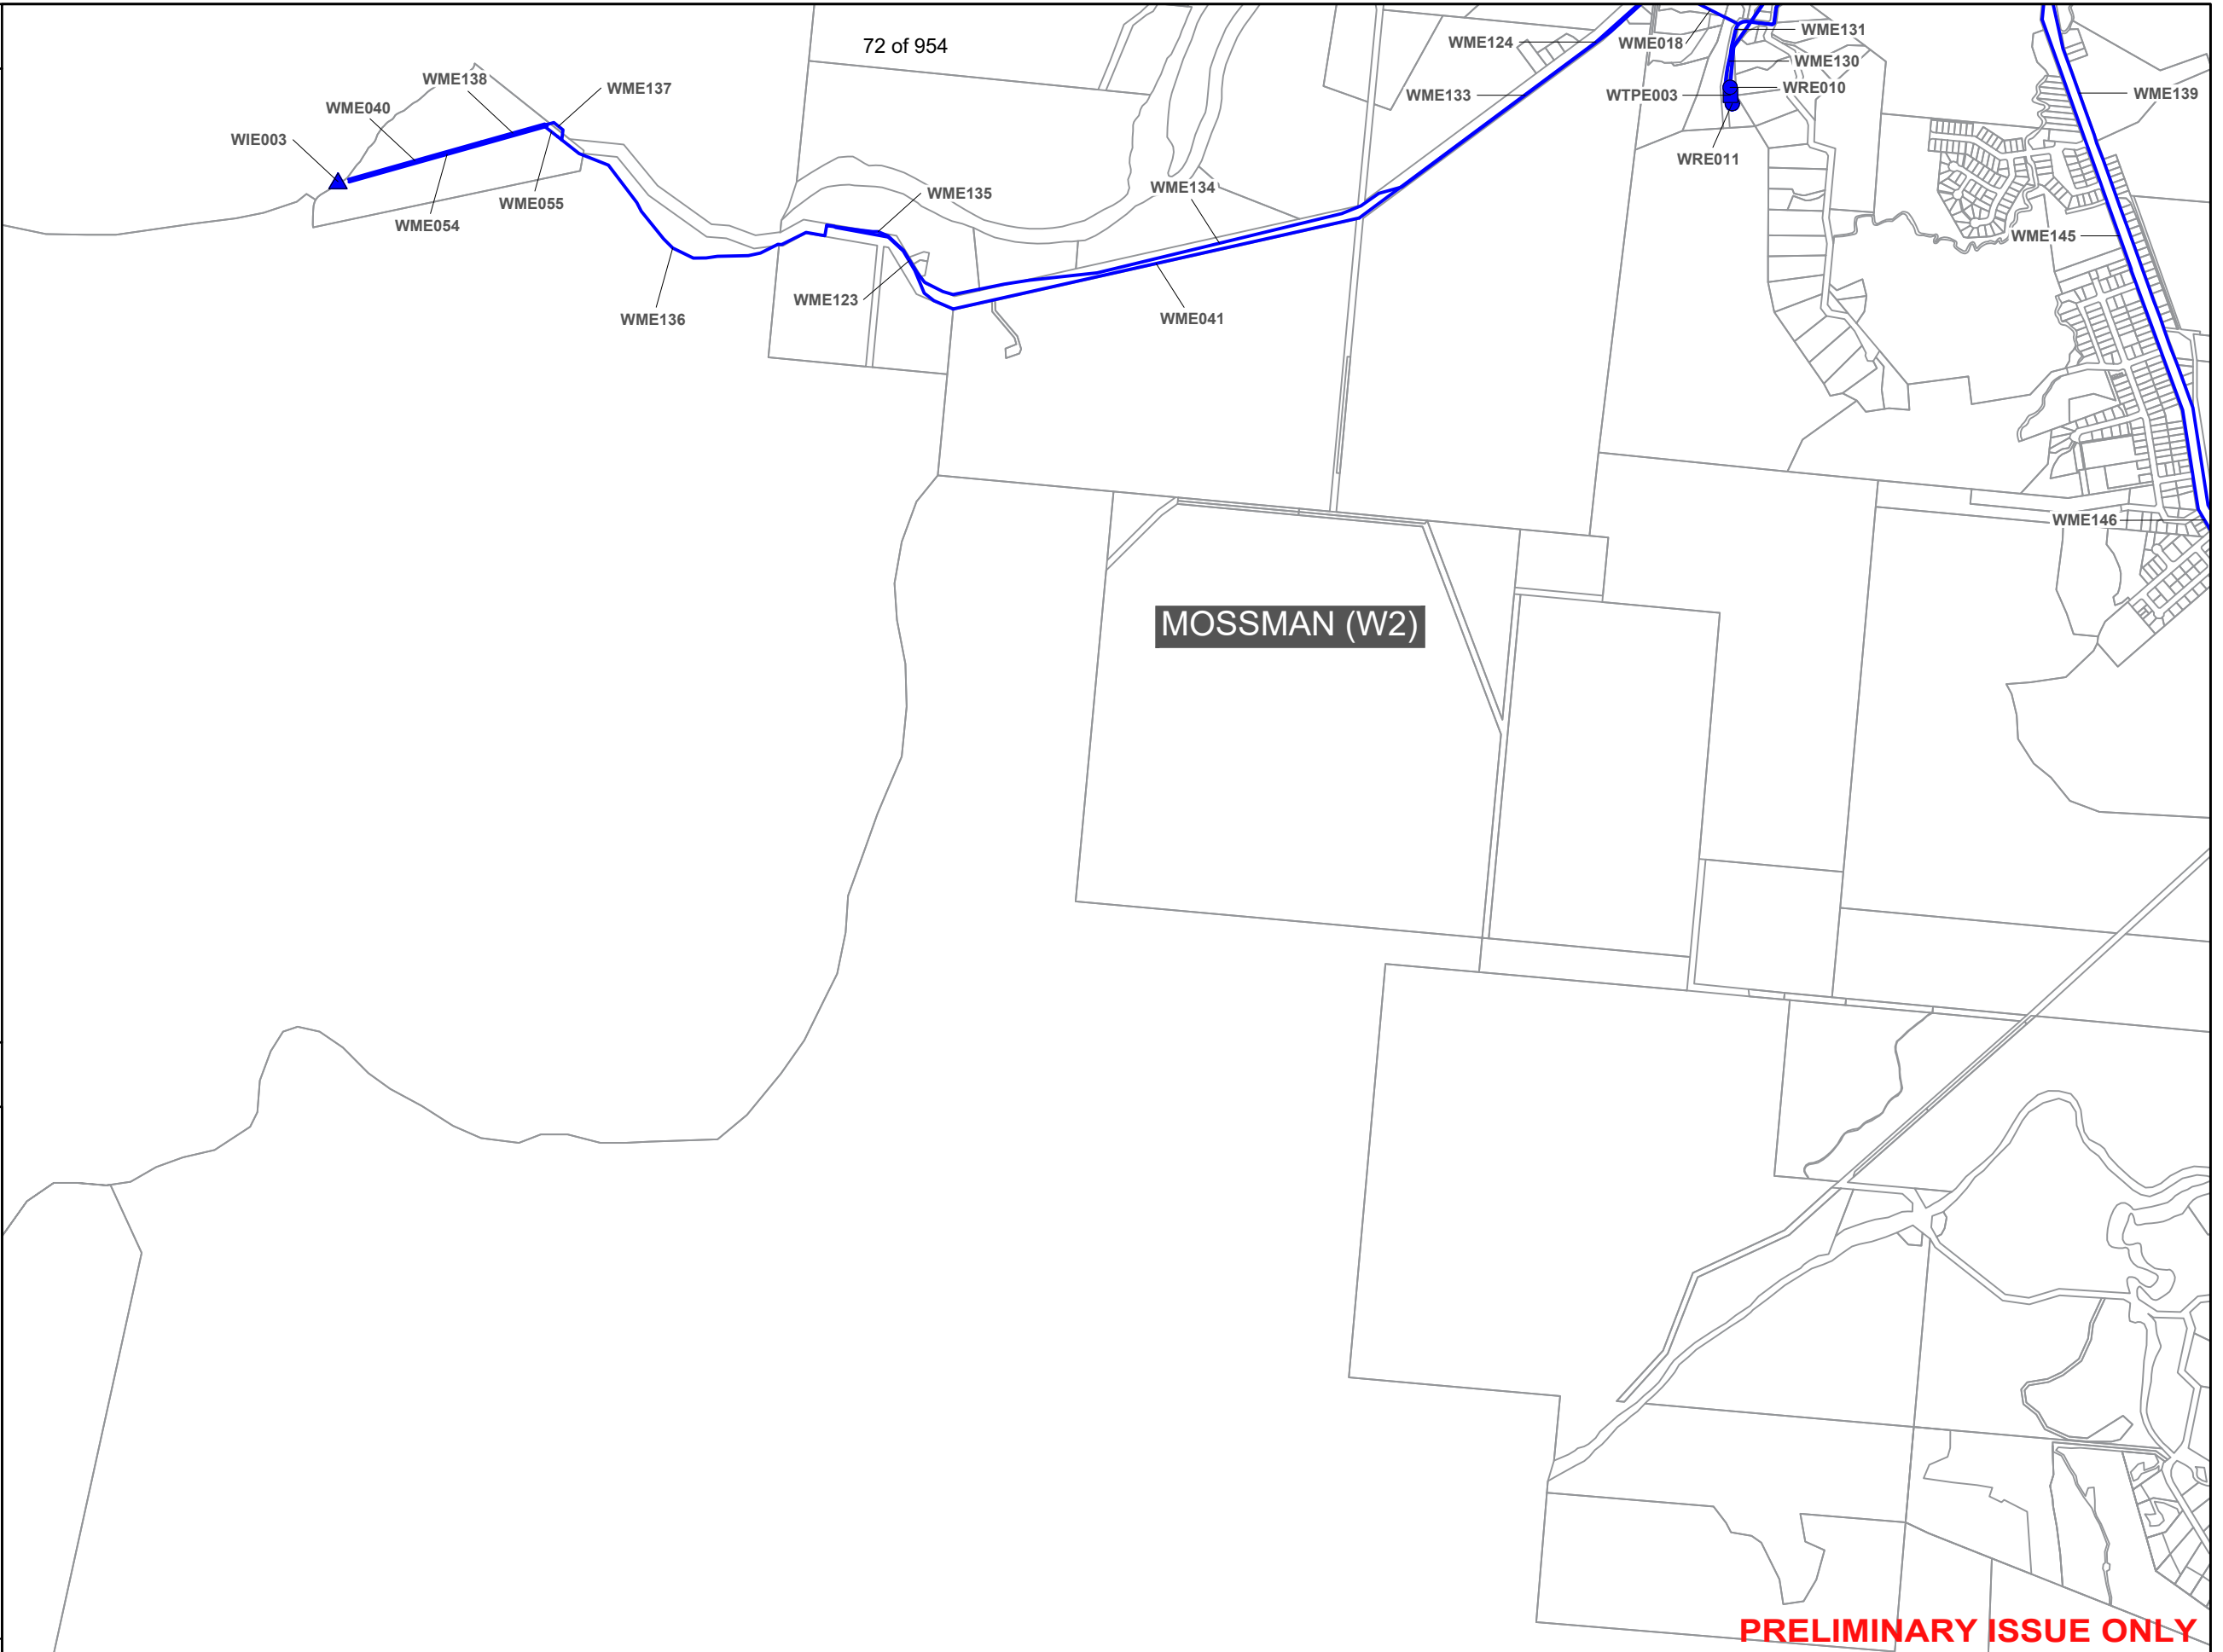 72 of 954
WME124
WME018
WME131
WME138
WME137
WME130
WME040
WME133
WTPE003
WRE010
WME139
WIE003
WRE011
WME055
WME135
WME134
WME054
WME145
WME123
WME136
WME041
WME146
MOSSMAN (W2)
PRELIMINARY ISSUE ONLY